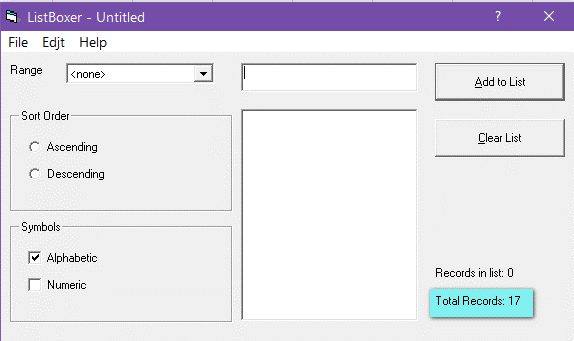 ListBoxer - Untitled
File Edjt Help
Range <none>
Add to List
Sort Order
Ascending
Descending
Clear List
Symbols
Alphabetic
Numeric
Records in list: 0
Total Records: 17